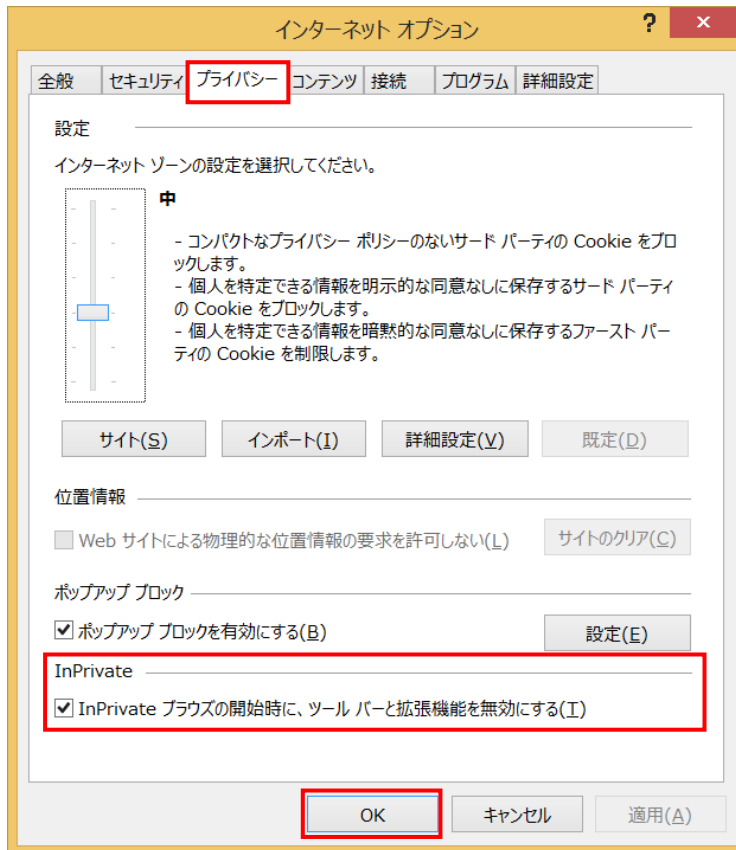 インターネット オプション
? ×
全般 セキュリティ プライバシー コンテンツ 接続 プログラム 詳細設定
設定
インターネット ゾーンの設定を選択してください。
中
- コンパクトなプライバシー ポリシーのないサード パーティの Cookie をブロ
ックします。
- 個人を特定できる情報を明示的な同意なしに保存するサード パーティ
の Cookie をブロックします。
- 個人を特定できる情報を暗黙的な同意なしに保存するファースト パー
ティの Cookie を制限します。
サイト(S) インポート(I) 詳細設定(V) 既定(D)
位置情報
Web サイトによる物理的な位置情報の要求を許可しない(L) サイトのクリア(C)
ポップアップ ブロック
ポップアップ ブロックを有効にする(B) 設定(E)
InPrivate
InPrivate ブラウズの開始時に、ツール バーと拡張機能を無効にする(T)
OK キャンセル 適用(A)